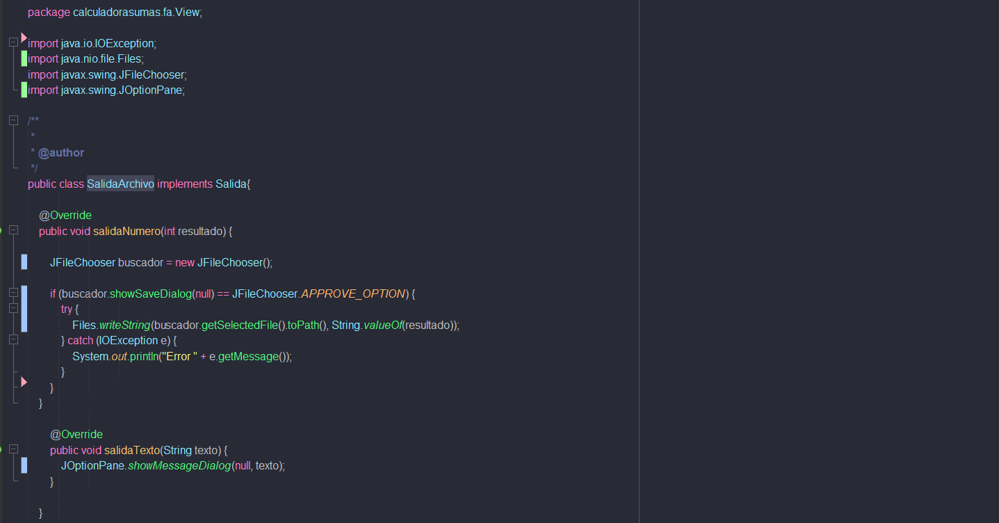 package calculadorasumas.fa.View;
import java.io.IOException;
import java.nio.file.Files;
import javax.swing.JFileChooser;
import javax.swing.JOptionPane;
/**
*
* @author
*/
public class SalidaArchivo implements Salida{
@Override
public void salidaNumero(int resultado) {
JFileChooser buscador = new JFileChooser();
if (buscador.showSaveDialog(null) == JFileChooser.APPROVE_OPTION) {
try {
Files.writeString(buscador.getSelectedFile().toPath(), String.valueOf(resultado));
} catch (IOException e) {
System.out.println("Error " + e.getMessage());
}
}
}
@Override
public void salidaTexto(String texto) {
JOptionPane.showMessageDialog(null, texto);
}
}